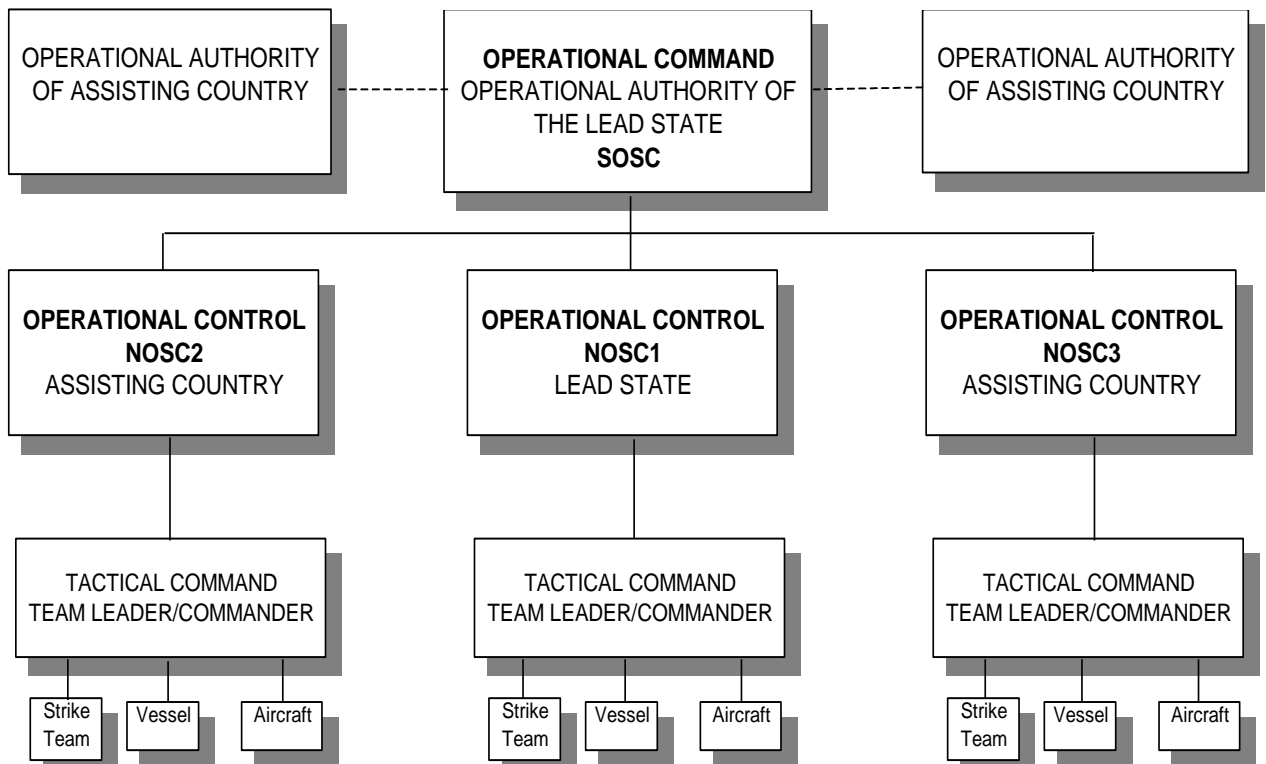 OPERATIONAL AUTHORITY
OF ASSISTING COUNTRY
OPERATIONAL COMMAND
OPERATIONAL AUTHORITY OF
THE LEAD STATE
SOSC
OPERATIONAL AUTHORITY
OF ASSISTING COUNTRY
OPERATIONAL CONTROL
NOSC2
ASSISTING COUNTRY
OPERATIONAL CONTROL
NOSC1
LEAD STATE
OPERATIONAL CONTROL
NOSC3
ASSISTING COUNTRY
TACTICAL COMMAND
TEAM LEADER/COMMANDER
TACTICAL COMMAND
TEAM LEADER/COMMANDER
TACTICAL COMMAND
TEAM LEADER/COMMANDER
Strike
Team
Vessel
Aircraft
Strike
Team
Vessel
Aircraft
Strike
Team
Vessel
Aircraft